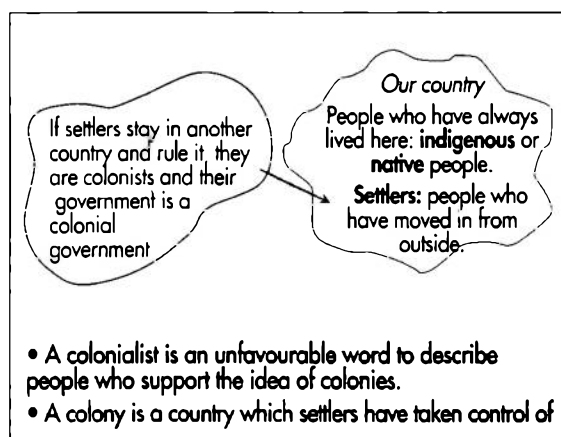 If settlers stay in another
country and rule it, they
are colonists and their
government is a
colonial
government
Our country
People who have always
lived here: indigenous or
native people.
Settlers: people who
have moved in from
outside.
• A colonialist is an unfavourable word to describe
people who support the idea of colonies.
• A colony is a country which settlers have taken control of